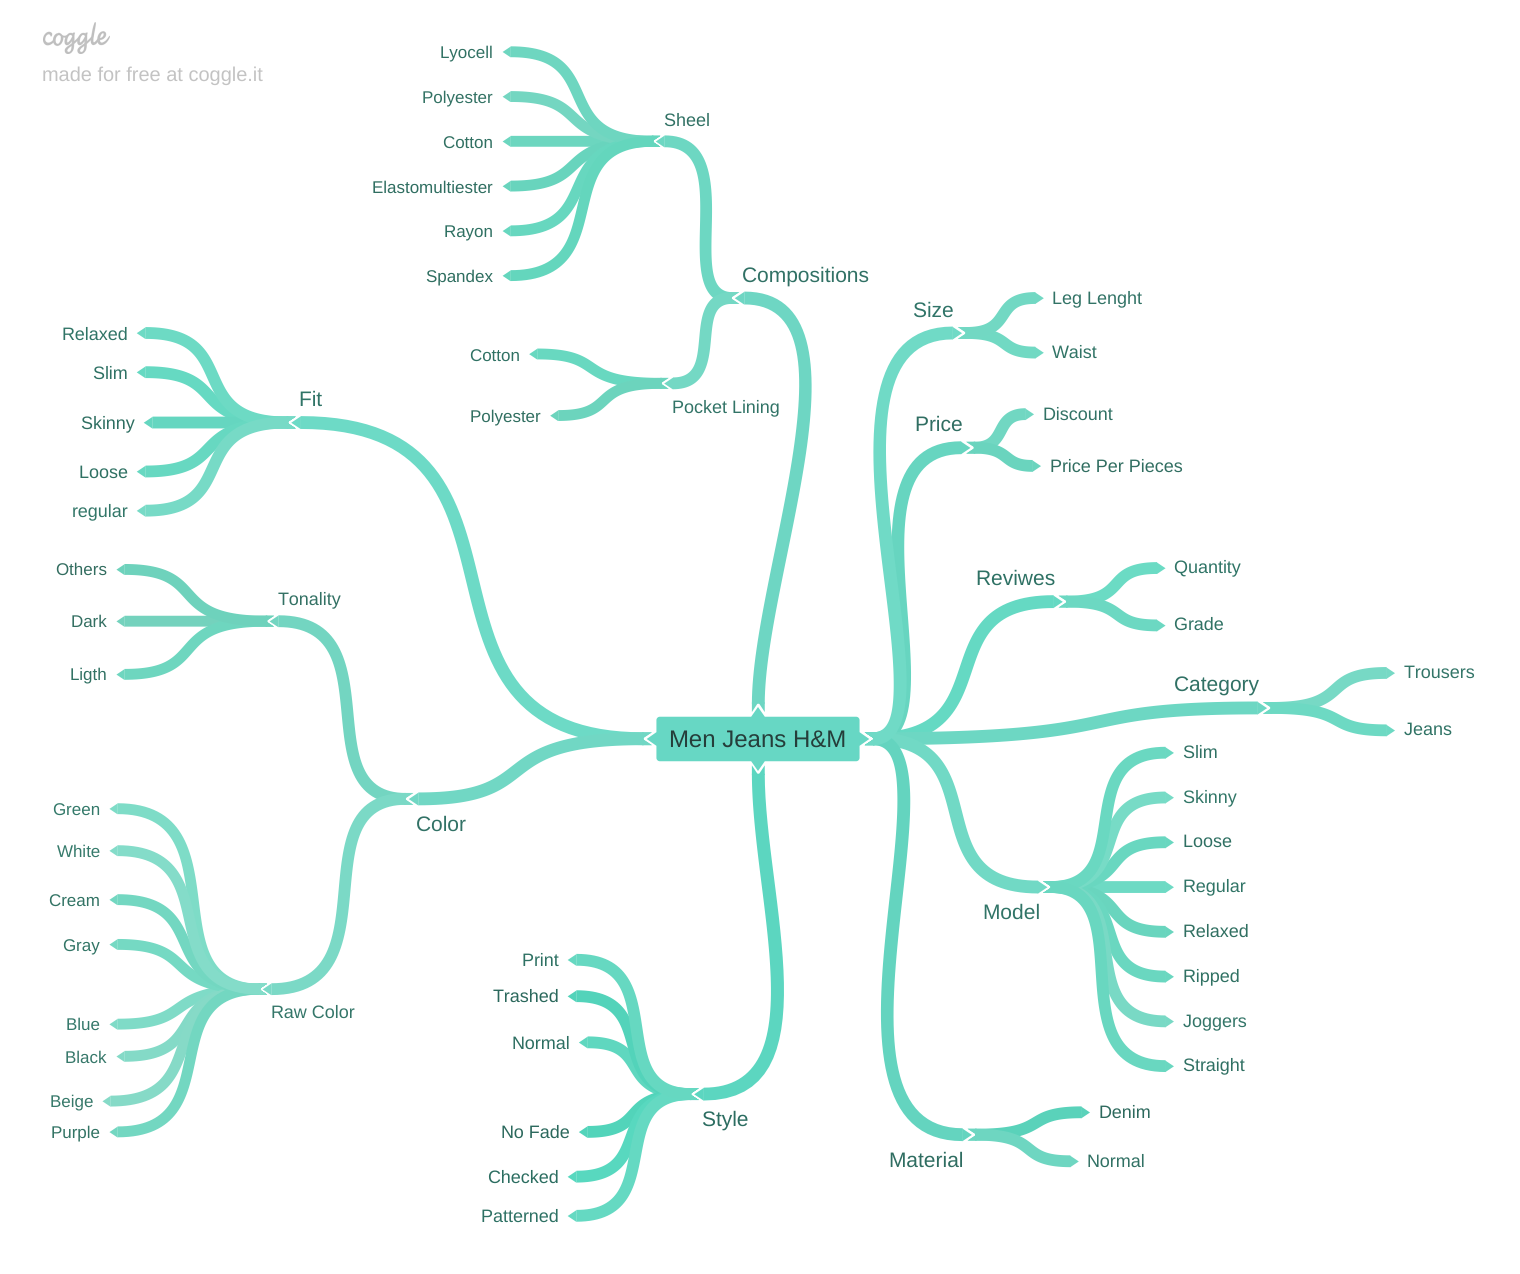 coggle
made for free at coggle.it
Men Jeans H&M
Compositions
Sheel
Lyocell
Polyester
Cotton
Elastomultiester
Rayon
Spandex
Pocket Lining
Cotton
Polyester
Fit
Relaxed
Slim
Skinny
Loose
regular
Color
Tonality
Others
Dark
Ligth
Raw Color
Green
White
Cream
Gray
Blue
Black
Beige
Purple
Style
Print
Trashed
Normal
No Fade
Checked
Patterned
Size
Leg Lenght
Waist
Price
Discount
Price Per Pieces
Reviwes
Quantity
Grade
Category
Trousers
Jeans
Model
Slim
Skinny
Loose
Regular
Relaxed
Ripped
Joggers
Straight
Material
Denim
Normal